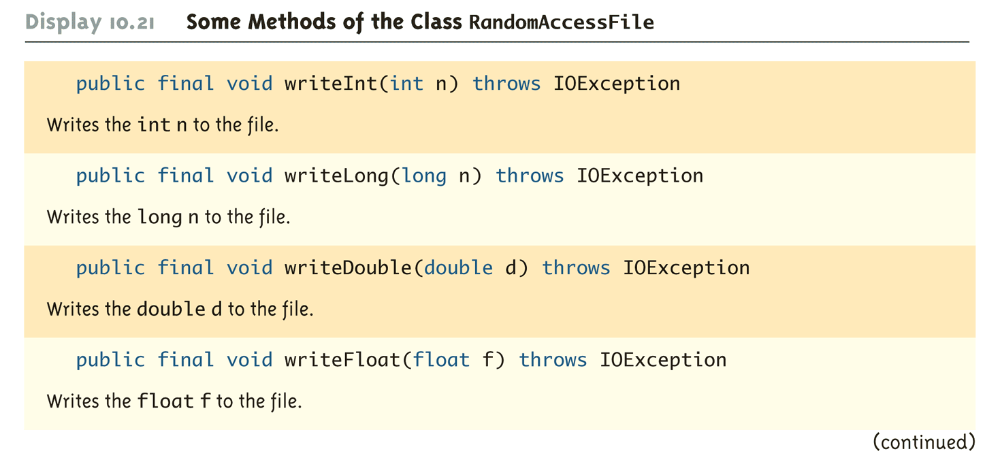 Display 10.21 Some Methods of the Class RandomAccessFile
public final void writeInt(int n) throws IOException
Writes the int n to the file.
public final void writeLong(long n) throws IOException
Writes the long n to the file.
public final void writeDouble(double d) throws IOException
Writes the double d to the file.
public final void writeFloat(float f) throws IOException
Writes the float f to the file.
(continued)